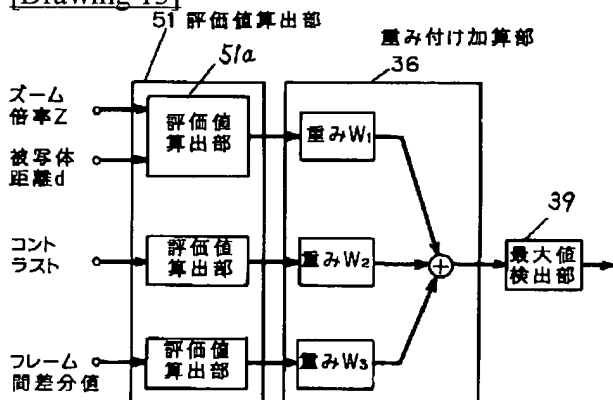 [Drawing 15]
51 評価値算出部
51a
重み付け加算部
36
ズーム
倍率Z
被写体
距離d
評価値
算出部
重みW1
コント
ラスト
評価値
算出部
重みW2
39
最大値
検出部
フレーム
間差分値
評価値
算出部
重みW3